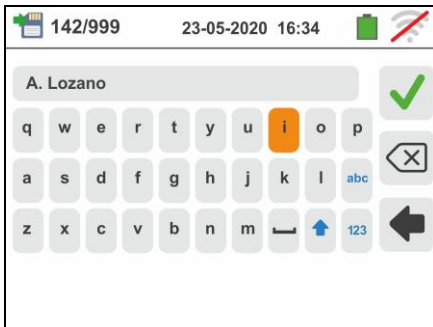 142/999 23-05-2020 16:34
A. Lozano
q w e r t y u i o p
a s d f g h j k l abc
z x c v b n m 123